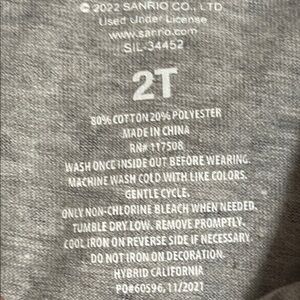 © 2022 SANRIO CO., LTD
Used Under License
www.sanrio.com
SIL-34452
2T
80% COTTON 20% POLYESTER
MADE IN CHINA
RN# 117508
WASH ONCE INSIDE OUT BEFORE WEARING.
MACHINE WASH COLD WITH LIKE COLORS.
GENTLE CYCLE.
ONLY NON-CHLORINE BLEACH WHEN NEEDED.
TUMBLE DRY LOW. REMOVE PROMPTLY.
COOL IRON ON REVERSE SIDE IF NECESSARY.
DO NOT IRON ON DECORATION.
HYBRID CALIFORNIA
PO#60596, 11/2021